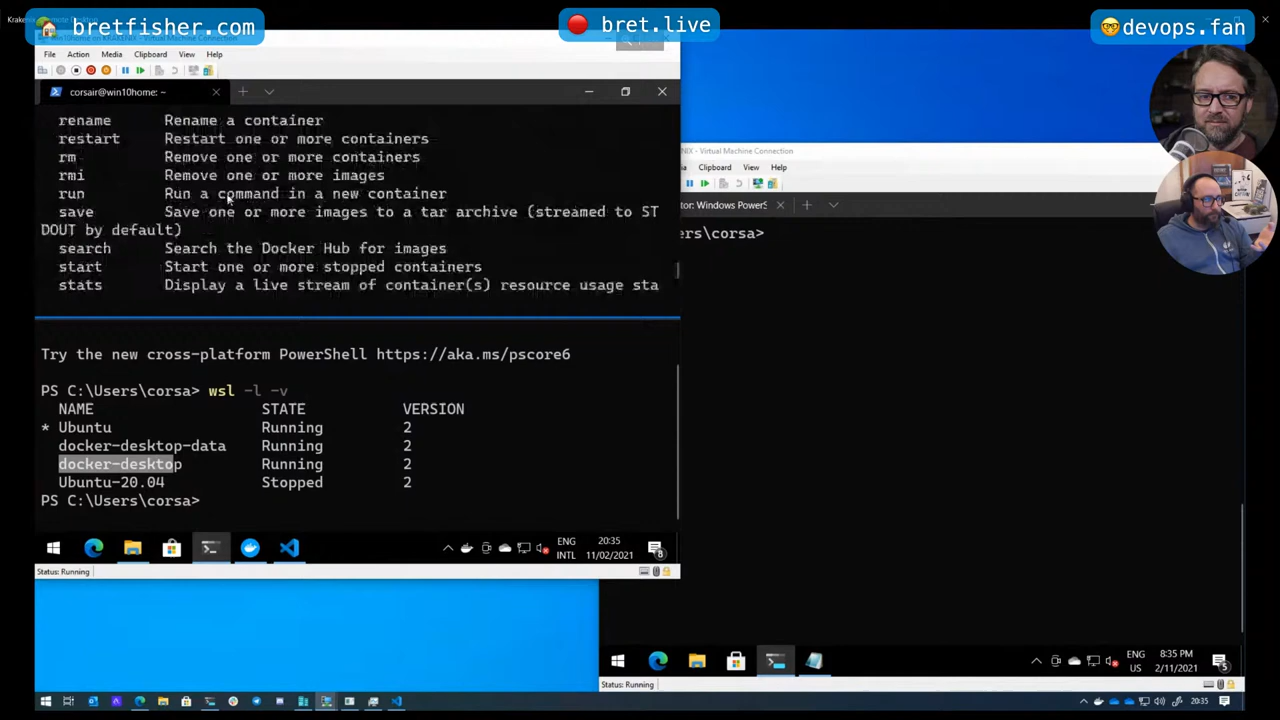 bretfisher.com
bret.live
devops.fan
File Action Media Clipboard View Help
corsair@win10home: ~
rename Rename a container
restart Restart one or more containers
rm Remove one or more containers
rmi Remove one or more images
run Run a command in a new container
save Save one or more images to a tar archive (streamed to ST
DOUT by default)
search Search the Docker Hub for images
start Start one or more stopped containers
stats Display a live stream of container(s) resource usage sta
Try the new cross-platform PowerShell https://aka.ms/pscore6
PS C:\Users\corsa> wsl -l -v
NAME STATE VERSION
* Ubuntu Running 2
docker-desktop-data Running 2
docker-desktop Running 2
Ubuntu-20.04 Stopped 2
PS C:\Users\corsa>
ENG 20:35
INTL 11/02/2021
8
Status: Running
NIX - Virtual Machine Connection
Clipboard View Help
tor: Windows PowerS
ers\corsa>
ENG 8:35 PM
US 2/11/2021
5
Status: Running
20:35